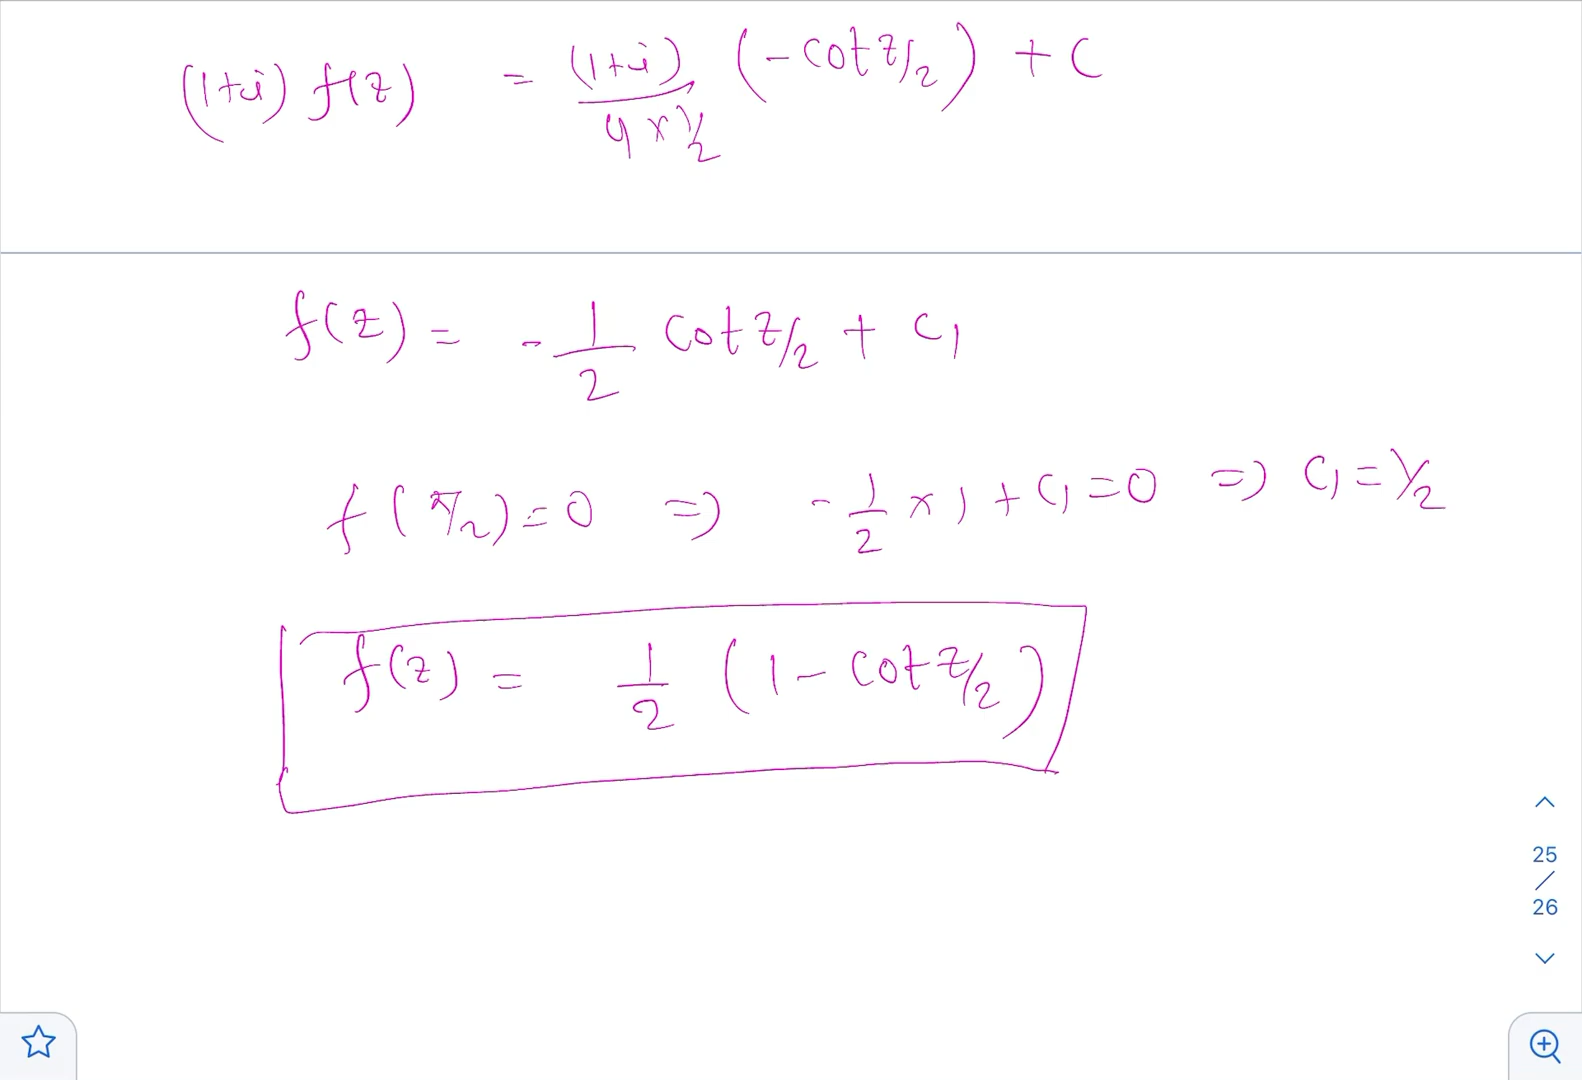 (1+i) f(z) = (1+i)/(4×1/2) (-cot z/2) + C
f(z) = -1/2 cot z/2 + C₁
f(π/2)=0 => -1/2 × 1 + C₁ = 0 => C₁ = 1/2
f(z) = 1/2 (1 - cot z/2)
25
/
26